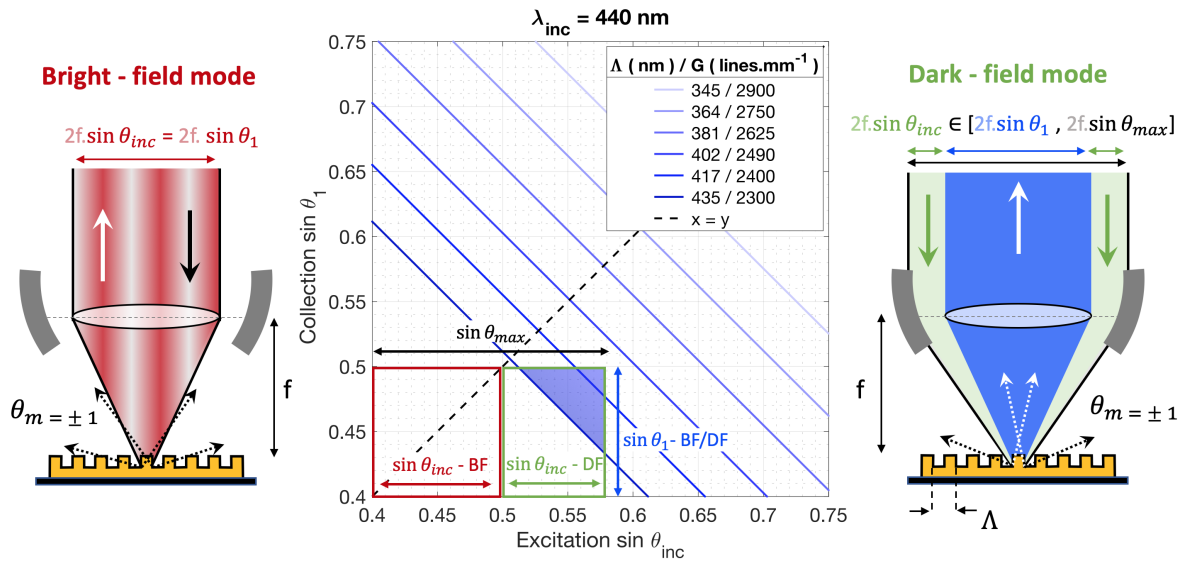 λinc = 440 nm
Bright - field mode
2f.sin θinc = 2f. sin θ1
f
θm = ± 1
Collection sin θ1
0.75
0.7
0.65
0.6
0.55
0.5
0.45
0.4
Λ ( nm ) / G ( lines.mm-1 )
345 / 2900
364 / 2750
381 / 2625
402 / 2490
417 / 2400
435 / 2300
x = y
sin θmax
sin θ1- BF/DF
sin θinc - BF
sin θinc - DF
0.4
0.45
0.5
0.55
0.6
0.65
0.7
0.75
Excitation sin θinc
Dark - field mode
2f.sin θinc ∈ [2f.sin θ1 , 2f.sin θmax]
f
θm = ± 1
Λ